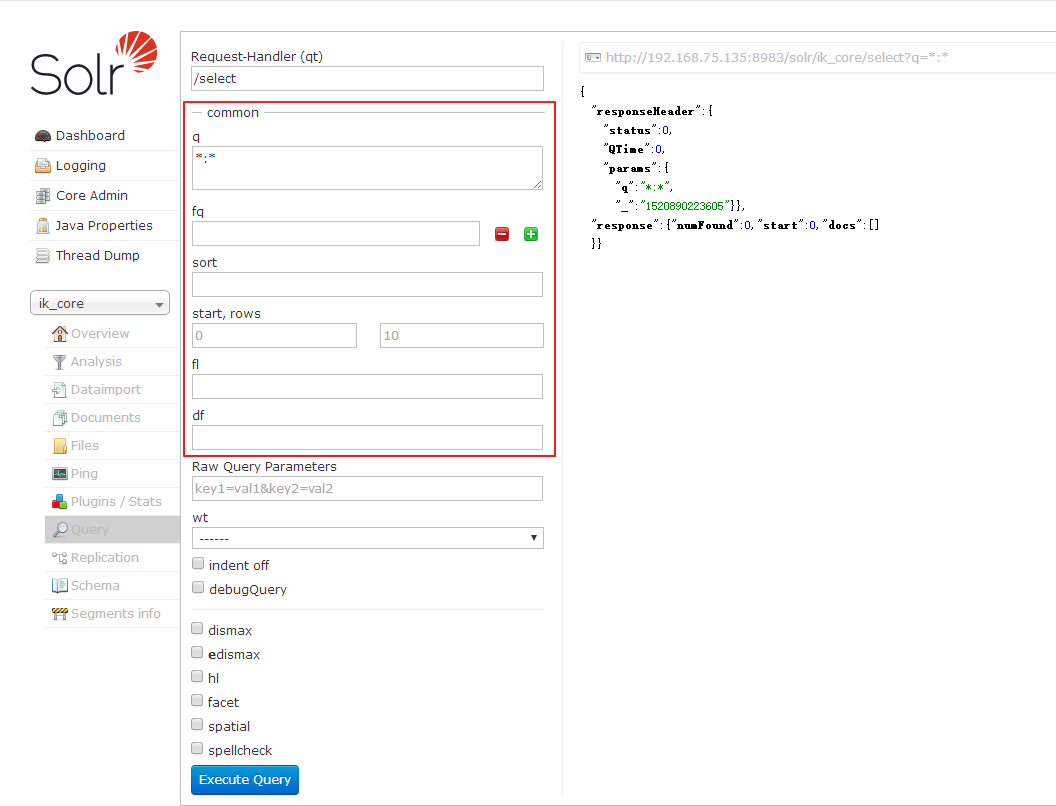 Solr
Dashboard
Logging
Core Admin
Java Properties
Thread Dump
ik_core
Overview
Analysis
Dataimport
Documents
Files
Ping
Plugins / Stats
Query
Replication
Schema
Segments info
Request-Handler (qt)
/select
common
q
*:*
fq
sort
start, rows
0 10
fl
df
Raw Query Parameters
key1=val1&key2=val2
wt
------
indent off
debugQuery
dismax
edismax
hl
facet
spatial
spellcheck
Execute Query
http://192.168.75.135:8983/solr/ik_core/select?q=*:*
{
"responseHeader":{
"status":0,
"QTime":0,
"params":{
"q":"*:*",
"_":"1520890223605"}},
"response":{"numFound":0,"start":0,"docs":[]
}}